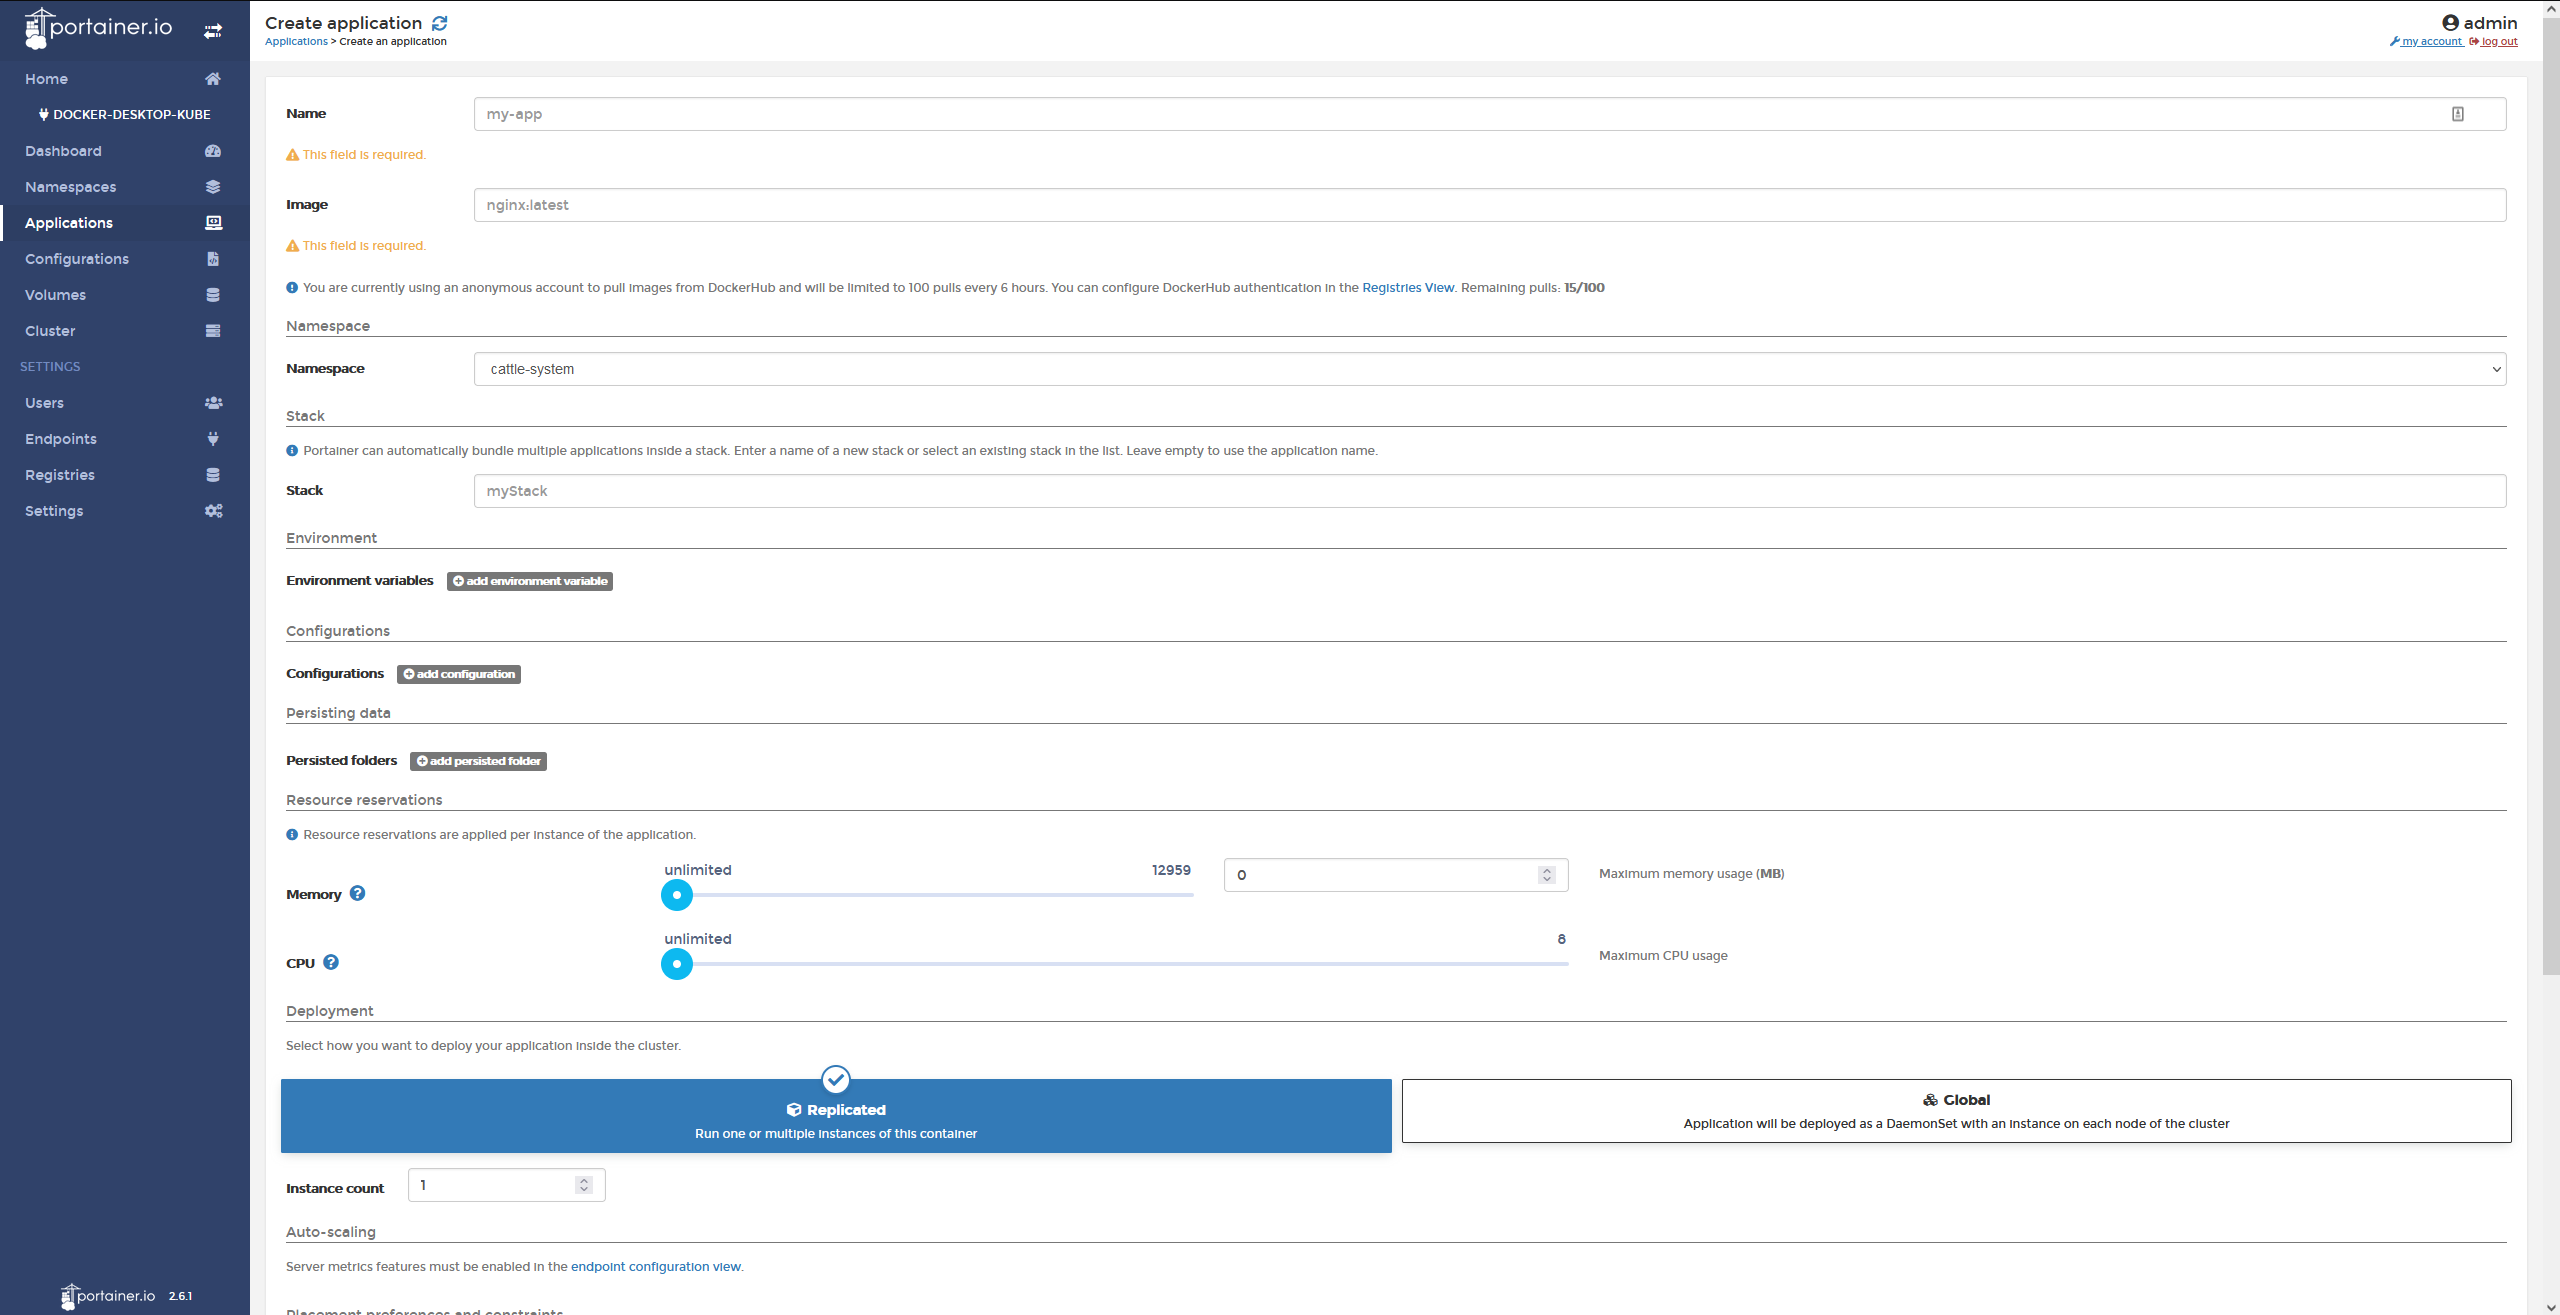 portainer.io
Home
DOCKER-DESKTOP-KUBE
Dashboard
Namespaces
Applications
Configurations
Volumes
Cluster
SETTINGS
Users
Endpoints
Registries
Settings
portainer.io 2.6.1
Create application
Applications > Create an application
admin
my account log out
Name my-app
This field is required.
Image nginx:latest
This field is required.
You are currently using an anonymous account to pull images from DockerHub and will be limited to 100 pulls every 6 hours. You can configure DockerHub authentication in the Registries View. Remaining pulls: 15/100
Namespace
Namespace cattle-system
Stack
Portainer can automatically bundle multiple applications inside a stack. Enter a name of a new stack or select an existing stack in the list. Leave empty to use the application name.
Stack myStack
Environment
Environment variables add environment variable
Configurations
Configurations add configuration
Persisting data
Persisted folders add persisted folder
Resource reservations
Resource reservations are applied per instance of the application.
unlimited 12959
Memory 0 Maximum memory usage (MB)
unlimited 8
CPU Maximum CPU usage
Deployment
Select how you want to deploy your application inside the cluster.
Replicated
Run one or multiple instances of this container
Global
Application will be deployed as a DaemonSet with an instance on each node of the cluster
Instance count 1
Auto-scaling
Server metrics features must be enabled in the endpoint configuration view.
Placement preferences and constraints